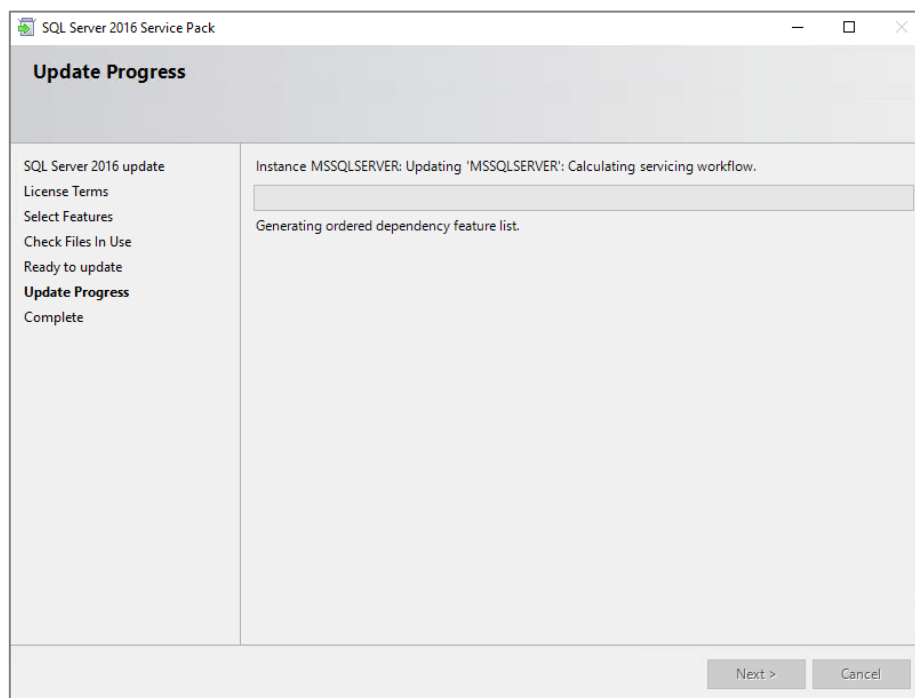 SQL Server 2016 Service Pack
Update Progress
SQL Server 2016 update
License Terms
Select Features
Check Files In Use
Ready to update
Update Progress
Complete
Instance MSSQLSERVER: Updating 'MSSQLSERVER': Calculating servicing workflow.
Generating ordered dependency feature list.
Next >
Cancel